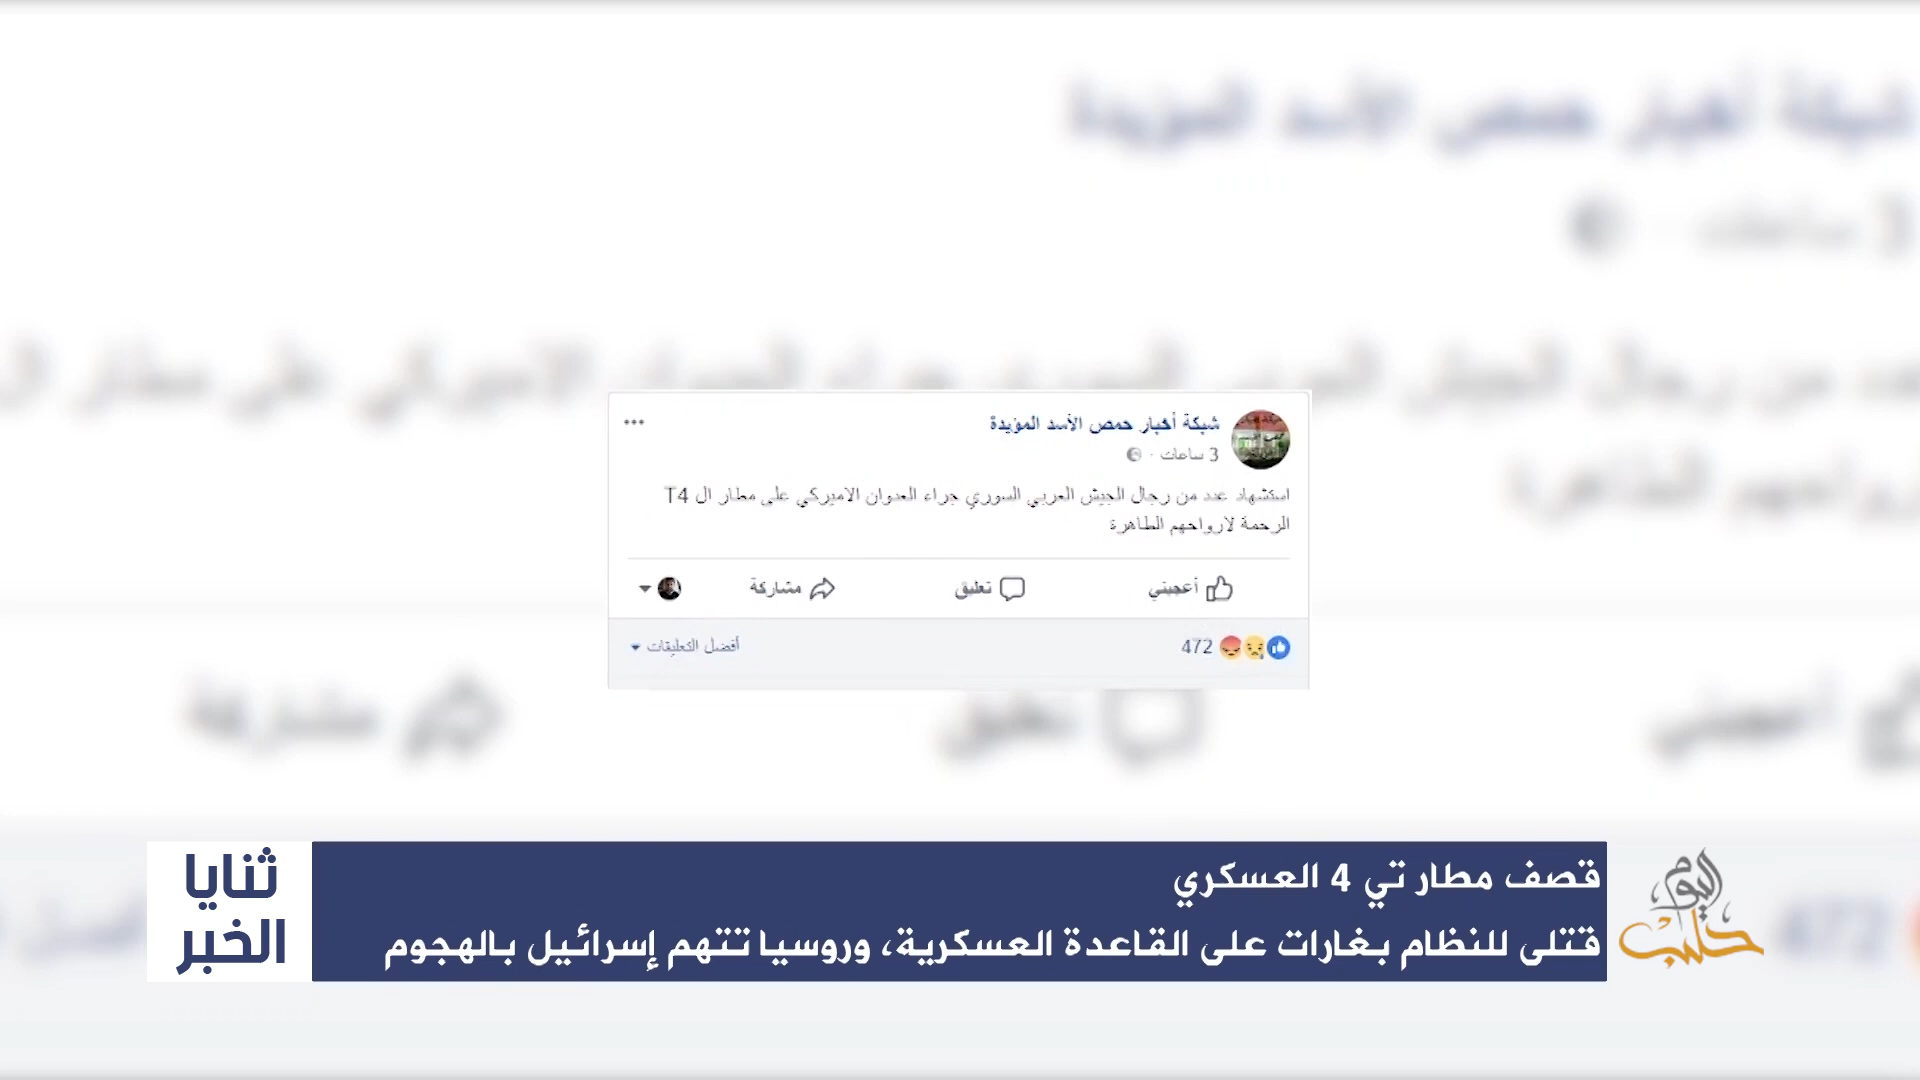 شبكة أخبار حمص الأسد المؤيدة
3 ساعات ·
استشهاد عدد من رجال الجيش العربي السوري جراء العدوان الاميركي على مطار ال T4
الرحمة لارواحهم الطاهرة
أعجبني
تعليق
مشاركة
472
أفضل التعليقات
قصف مطار تي 4 العسكري
قتلى للنظام بغارات على القاعدة العسكرية، وروسيا تتهم إسرائيل بالهجوم
ثنايا
الخبر
حلب
اليوم